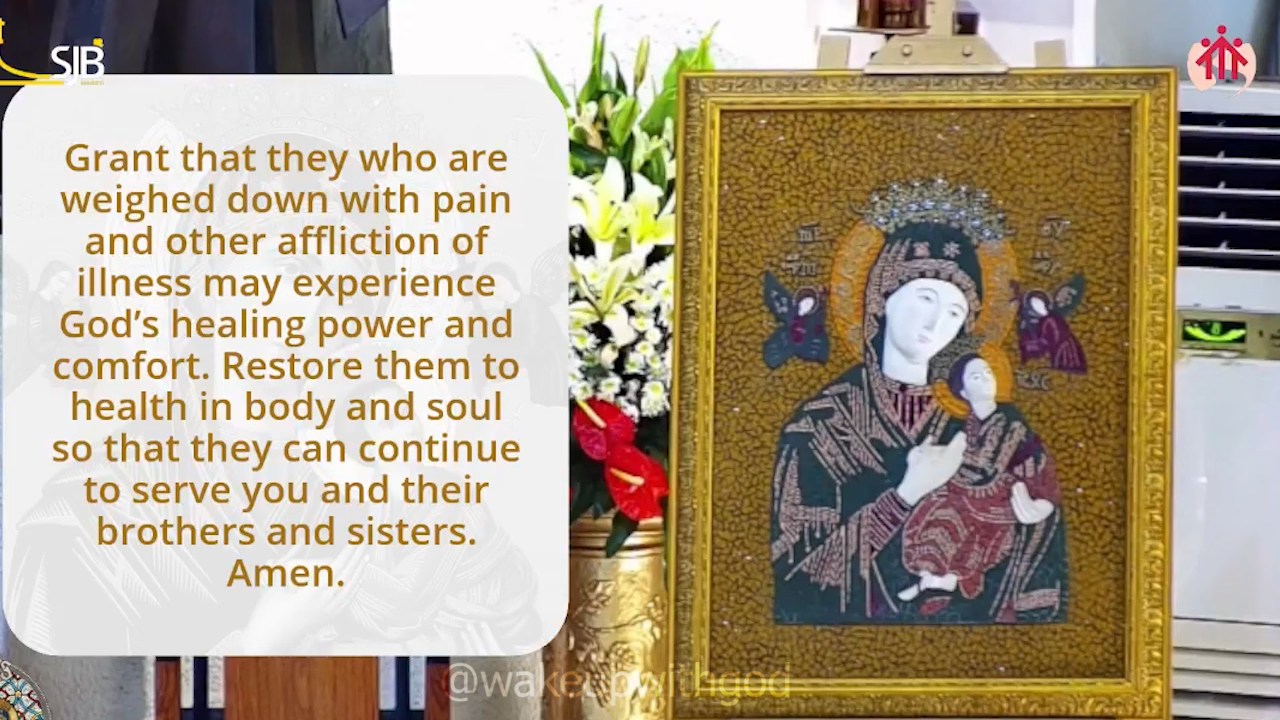 SJB
Grant that they who are
weighed down with pain
and other affliction of
illness may experience
God's healing power and
comfort. Restore them to
health in body and soul
so that they can continue
to serve you and their
brothers and sisters.
Amen.
@wakeupwithgod